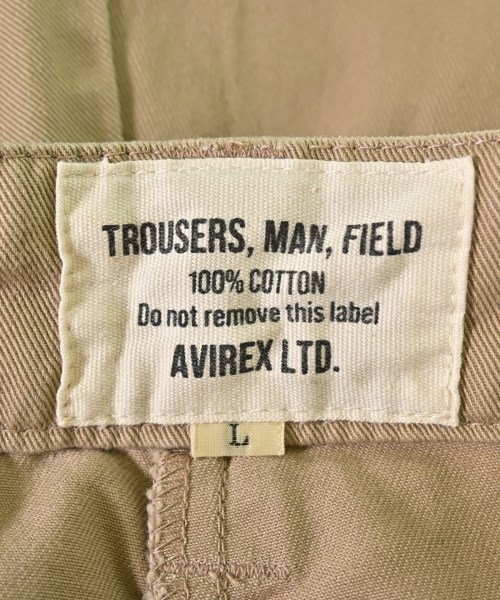 TROUSERS, MAN, FIELD
100% COTTON
Do not remove this label
AVIREX LTD.
L